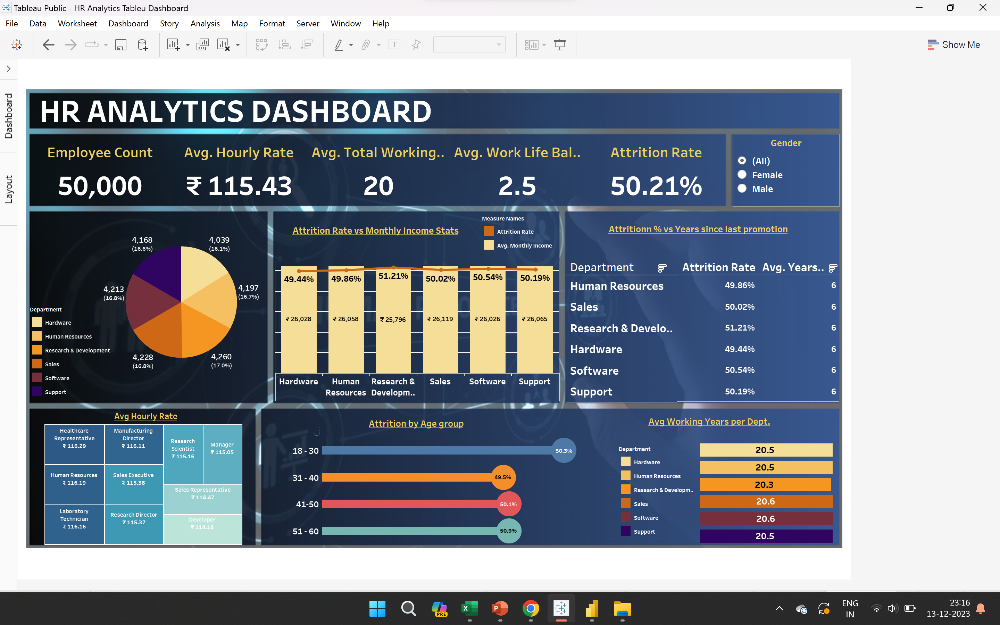 Tableau Public - HR Analytics Tableu Dashboard
File Data Worksheet Dashboard Story Analysis Map Format Server Window Help
Show Me
Dashboard
Layout
HR ANALYTICS DASHBOARD
Employee Count
50,000
Avg. Hourly Rate
₹ 115.43
Avg. Total Working..
20
Avg. Work Life Bal..
2.5
Attrition Rate
50.21%
Gender
(All)
Female
Male
4,168
(16.6%)
4,039
(16.1%)
4,213
(16.8%)
4,197
(16.7%)
4,228
(16.8%)
4,260
(17.0%)
Department
Hardware
Human Resources
Research & Development
Sales
Software
Support
Attrition Rate vs Monthly Income Stats
Measure Names
Attrition Rate
Avg. Monthly Income
49.44% 49.86% 51.21% 50.02% 50.54% 50.19%
₹ 26,028 ₹ 26,058 ₹ 25,796 ₹ 26,119 ₹ 26,026 ₹ 26,065
Hardware Human Research & Sales Software Support
Resources Developm..
Attritionn % vs Years since last promotion
Department Attrition Rate Avg. Years..
Human Resources 49.86% 6
Sales 50.02% 6
Research & Develo.. 51.21% 6
Hardware 49.44% 6
Software 50.54% 6
Support 50.19% 6
Avg Hourly Rate
Healthcare
Representative
₹ 116.29
Manufacturing
Director
₹ 116.11
Research
Scientist
₹ 115.16
Manager
₹ 115.05
Human Resources
₹ 116.19
Sales Executive
₹ 115.38
Sales Representative
₹ 114.47
Laboratory
Technician
₹ 116.16
Research Director
₹ 115.37
Developer
₹ 114.18
Attrition by Age group
18 - 30 50.3%
31 - 40 49.5%
41-50 50.1%
51 - 60 50.9%
Avg Working Years per Dept.
Department
Hardware
Human Resources
Research & Developm..
Sales
Software
Support
20.5
20.5
20.3
20.6
20.6
20.5
PRE
X
P
ENG
IN
23:16
13-12-2023